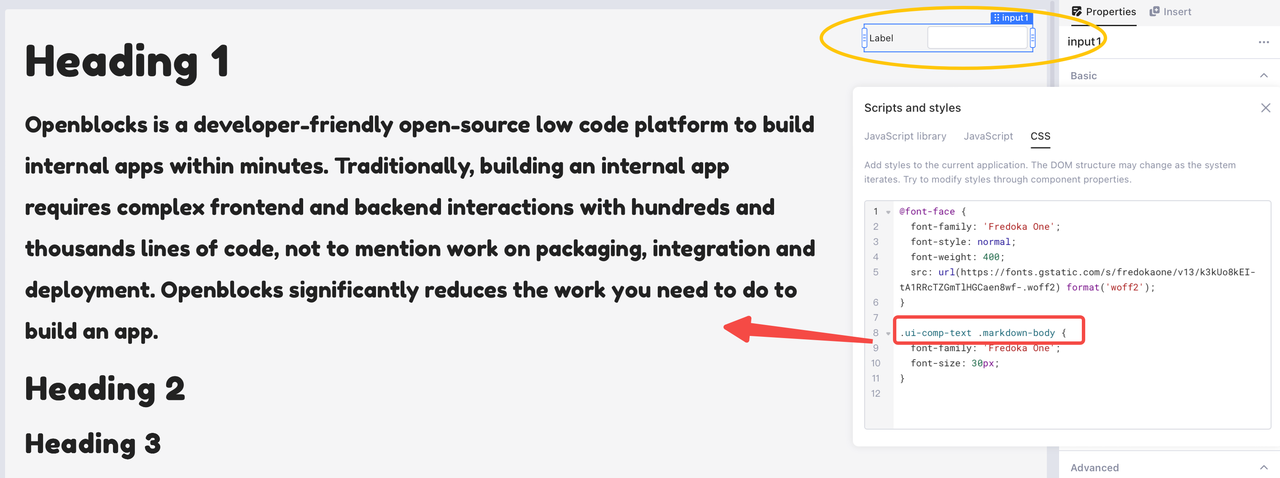 Heading 1
Openblocks is a developer-friendly open-source low code platform to build
internal apps within minutes. Traditionally, building an internal app
requires complex frontend and backend interactions with hundreds and
thousands lines of code, not to mention work on packaging, integration and
deployment. Openblocks significantly reduces the work you need to do to
build an app.
Heading 2
Heading 3
input1
Label
Properties
Insert
input1
Basic
Scripts and styles
JavaScript library
JavaScript
CSS
Add styles to the current application. The DOM structure may change as the system
iterates. Try to modify styles through component properties.
1 @font-face {
2 font-family: 'Fredoka One';
3 font-style: normal;
4 font-weight: 400;
5 src: url(https://fonts.gstatic.com/s/fredokaone/v13/k3kUo8kEI-
tA1RRcTZGmTlHGCaen8wf-.woff2) format('woff2');
6 }
7
8 .ui-comp-text .markdown-body {
9 font-family: 'Fredoka One';
10 font-size: 30px;
11 }
12
Advanced